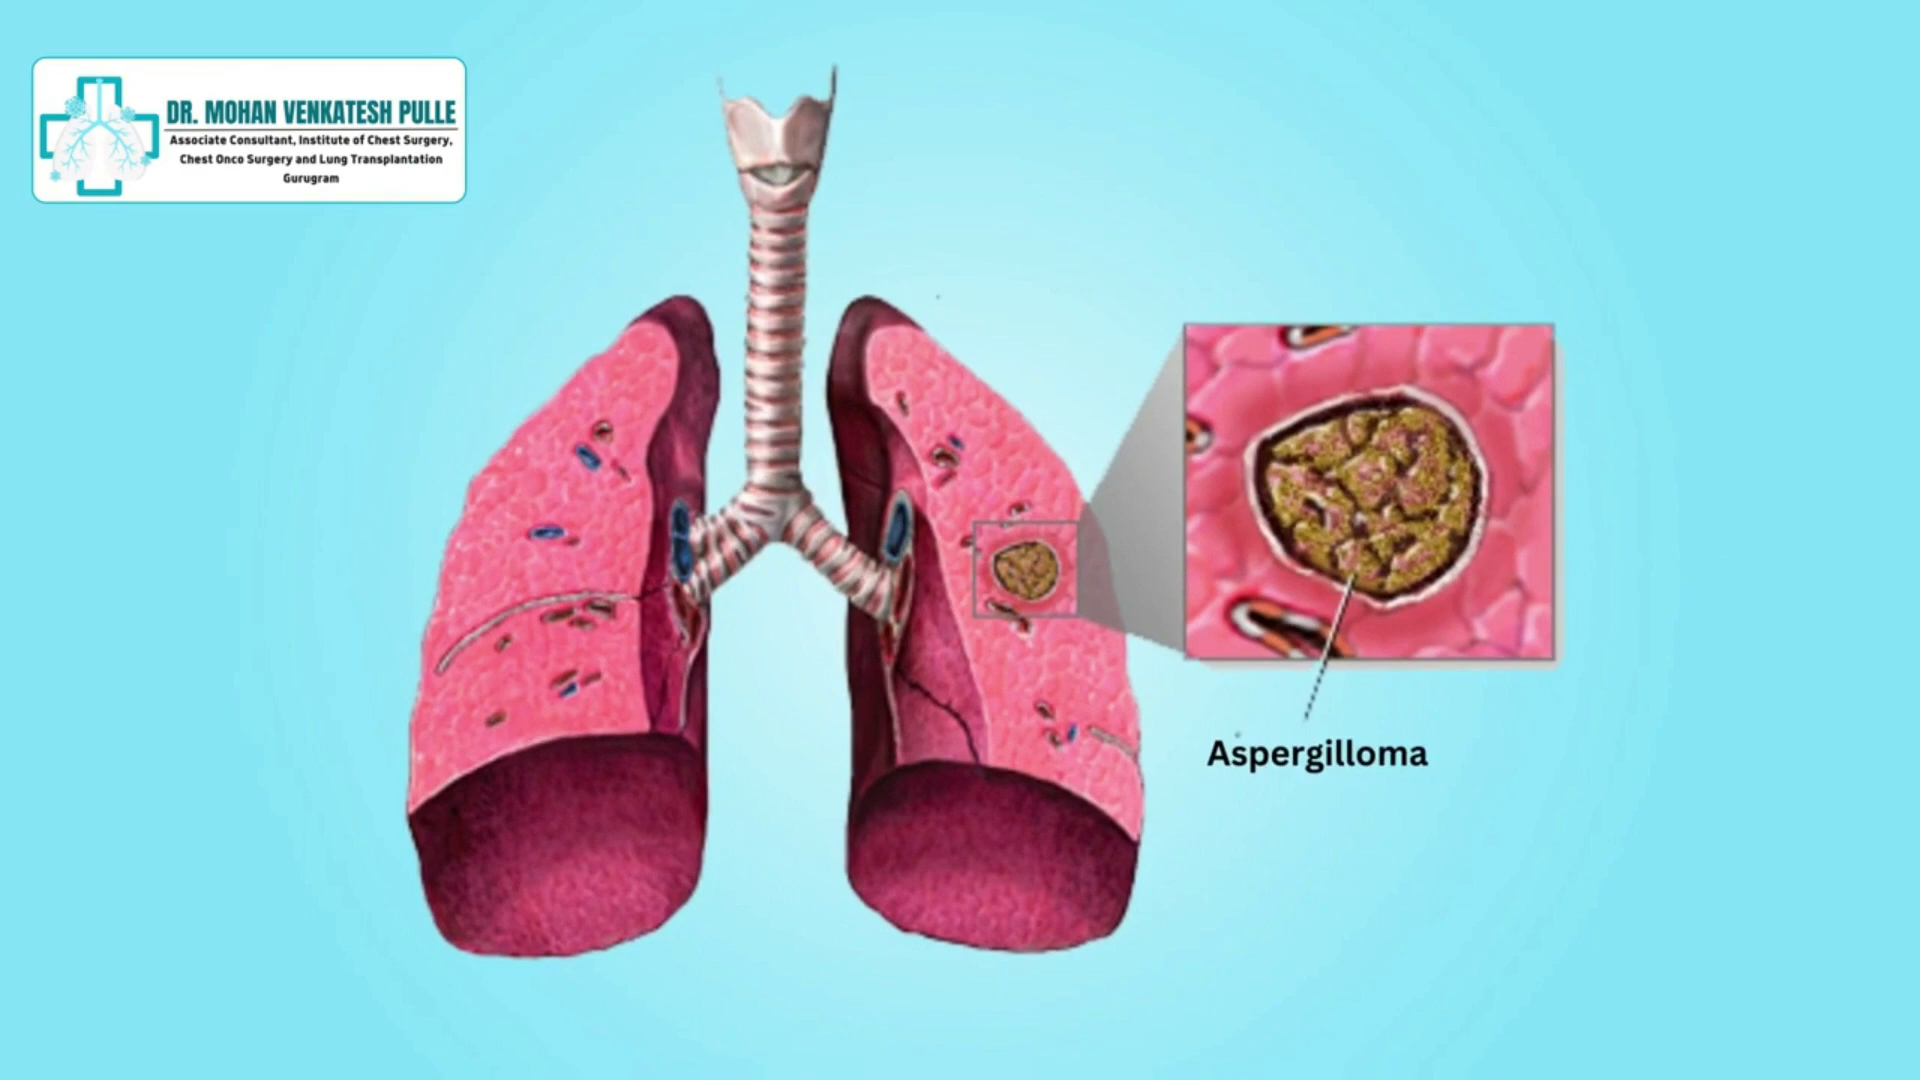 DR. MOHAN VENKATESH PULLE
Associate Consultant, Institute of Chest Surgery,
Chest Onco Surgery and Lung Transplantation
Gurugram
Aspergilloma